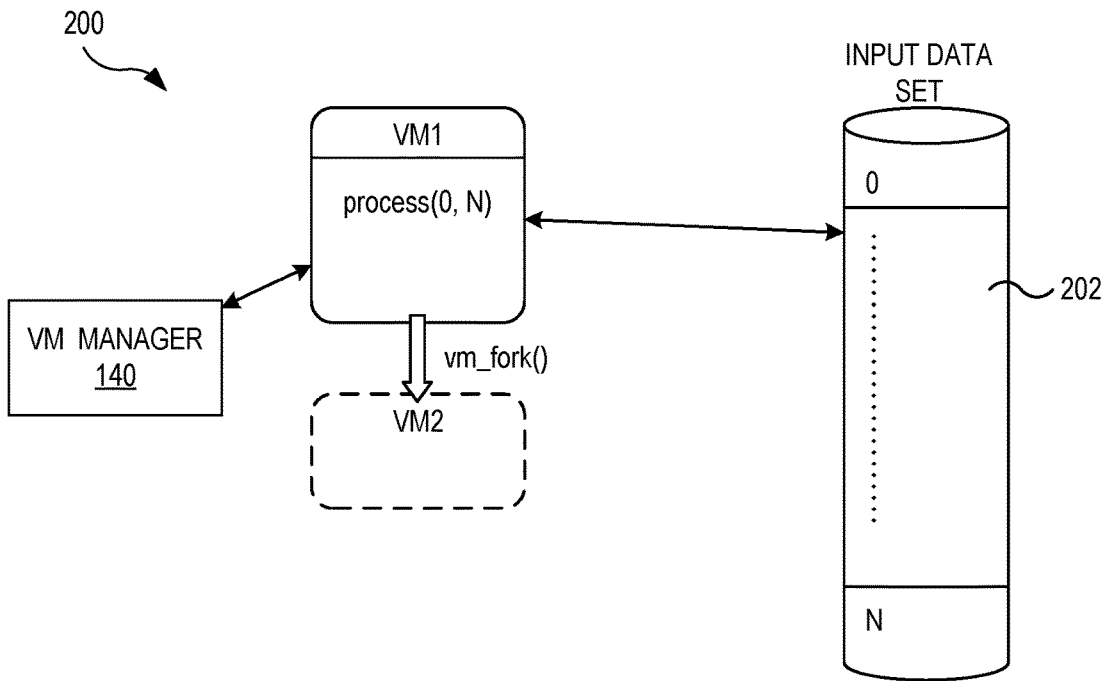 200
INPUT DATA
SET
VM1
process(0, N)
0
202
VM MANAGER
140
vm_fork()
VM2
N